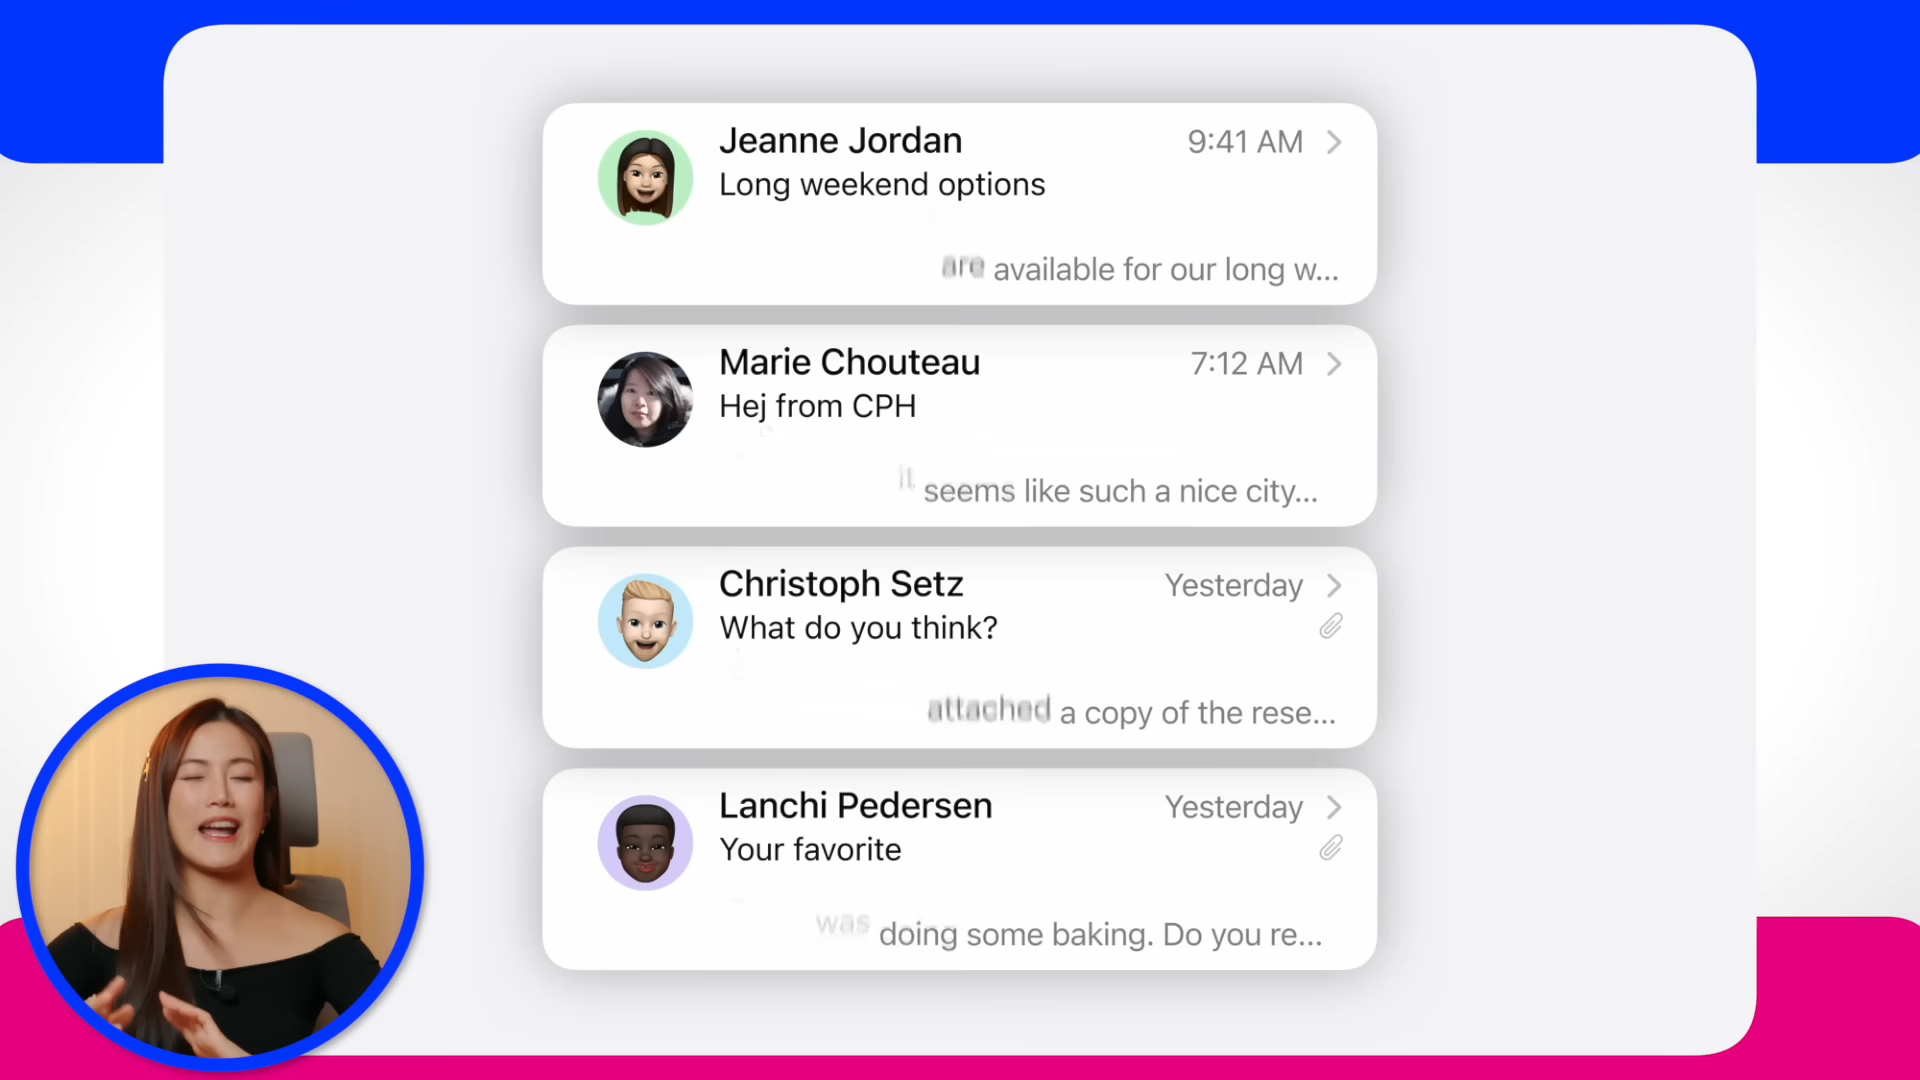 Jeanne Jordan
9:41 AM
Long weekend options
are available for our long w...
Marie Chouteau
7:12 AM
Hej from CPH
it seems like such a nice city...
Christoph Setz
Yesterday
What do you think?
attached a copy of the rese...
Lanchi Pedersen
Yesterday
Your favorite
was doing some baking. Do you re...